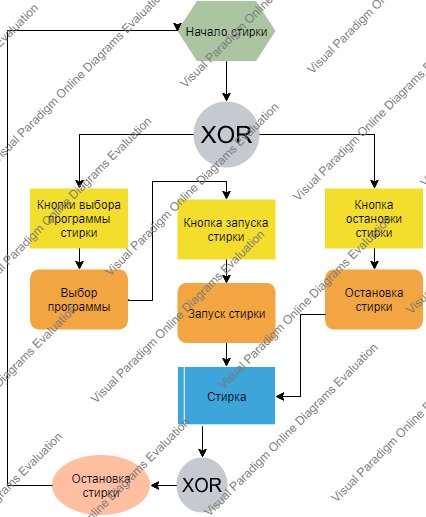 Начало стирки
XOR
Кнопки выбора
программы
стирки
Кнопка запуска
стирки
Кнопка
остановки
стирки
Выбор
программы
Запуск стирки
Остановка
стирки
Стирка
Остановка
стирки
XOR
Visual Paradigm Online Diagrams Evaluation